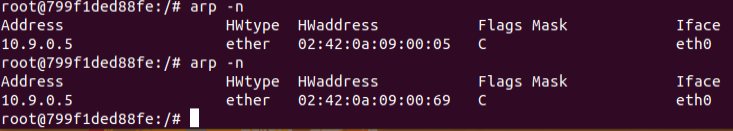 root@799f1ded88fe:/# arp -n
Address HWtype HWaddress Flags Mask Iface
10.9.0.5 ether 02:42:0a:09:00:05 C eth0
root@799f1ded88fe:/# arp -n
Address HWtype HWaddress Flags Mask Iface
10.9.0.5 ether 02:42:0a:09:00:69 C eth0
root@799f1ded88fe:/#